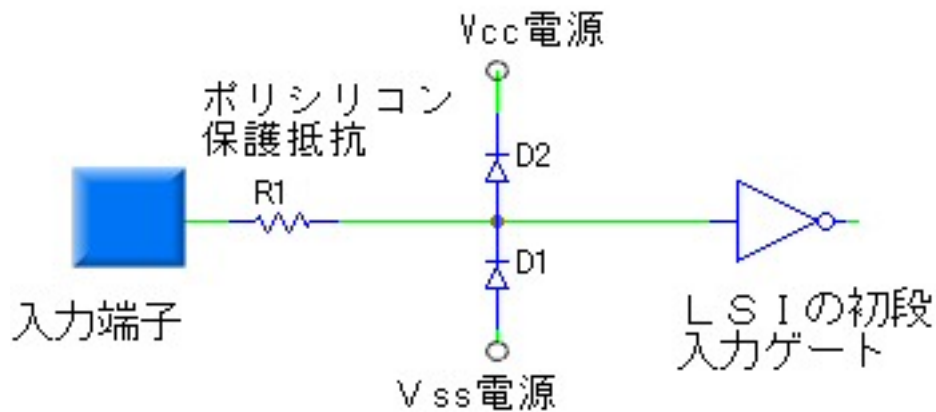 Vcc電源
ポリシリコン
保護抵抗
D2
R1
D1
入力端子
LSIの初段
入力ゲート
Vss電源